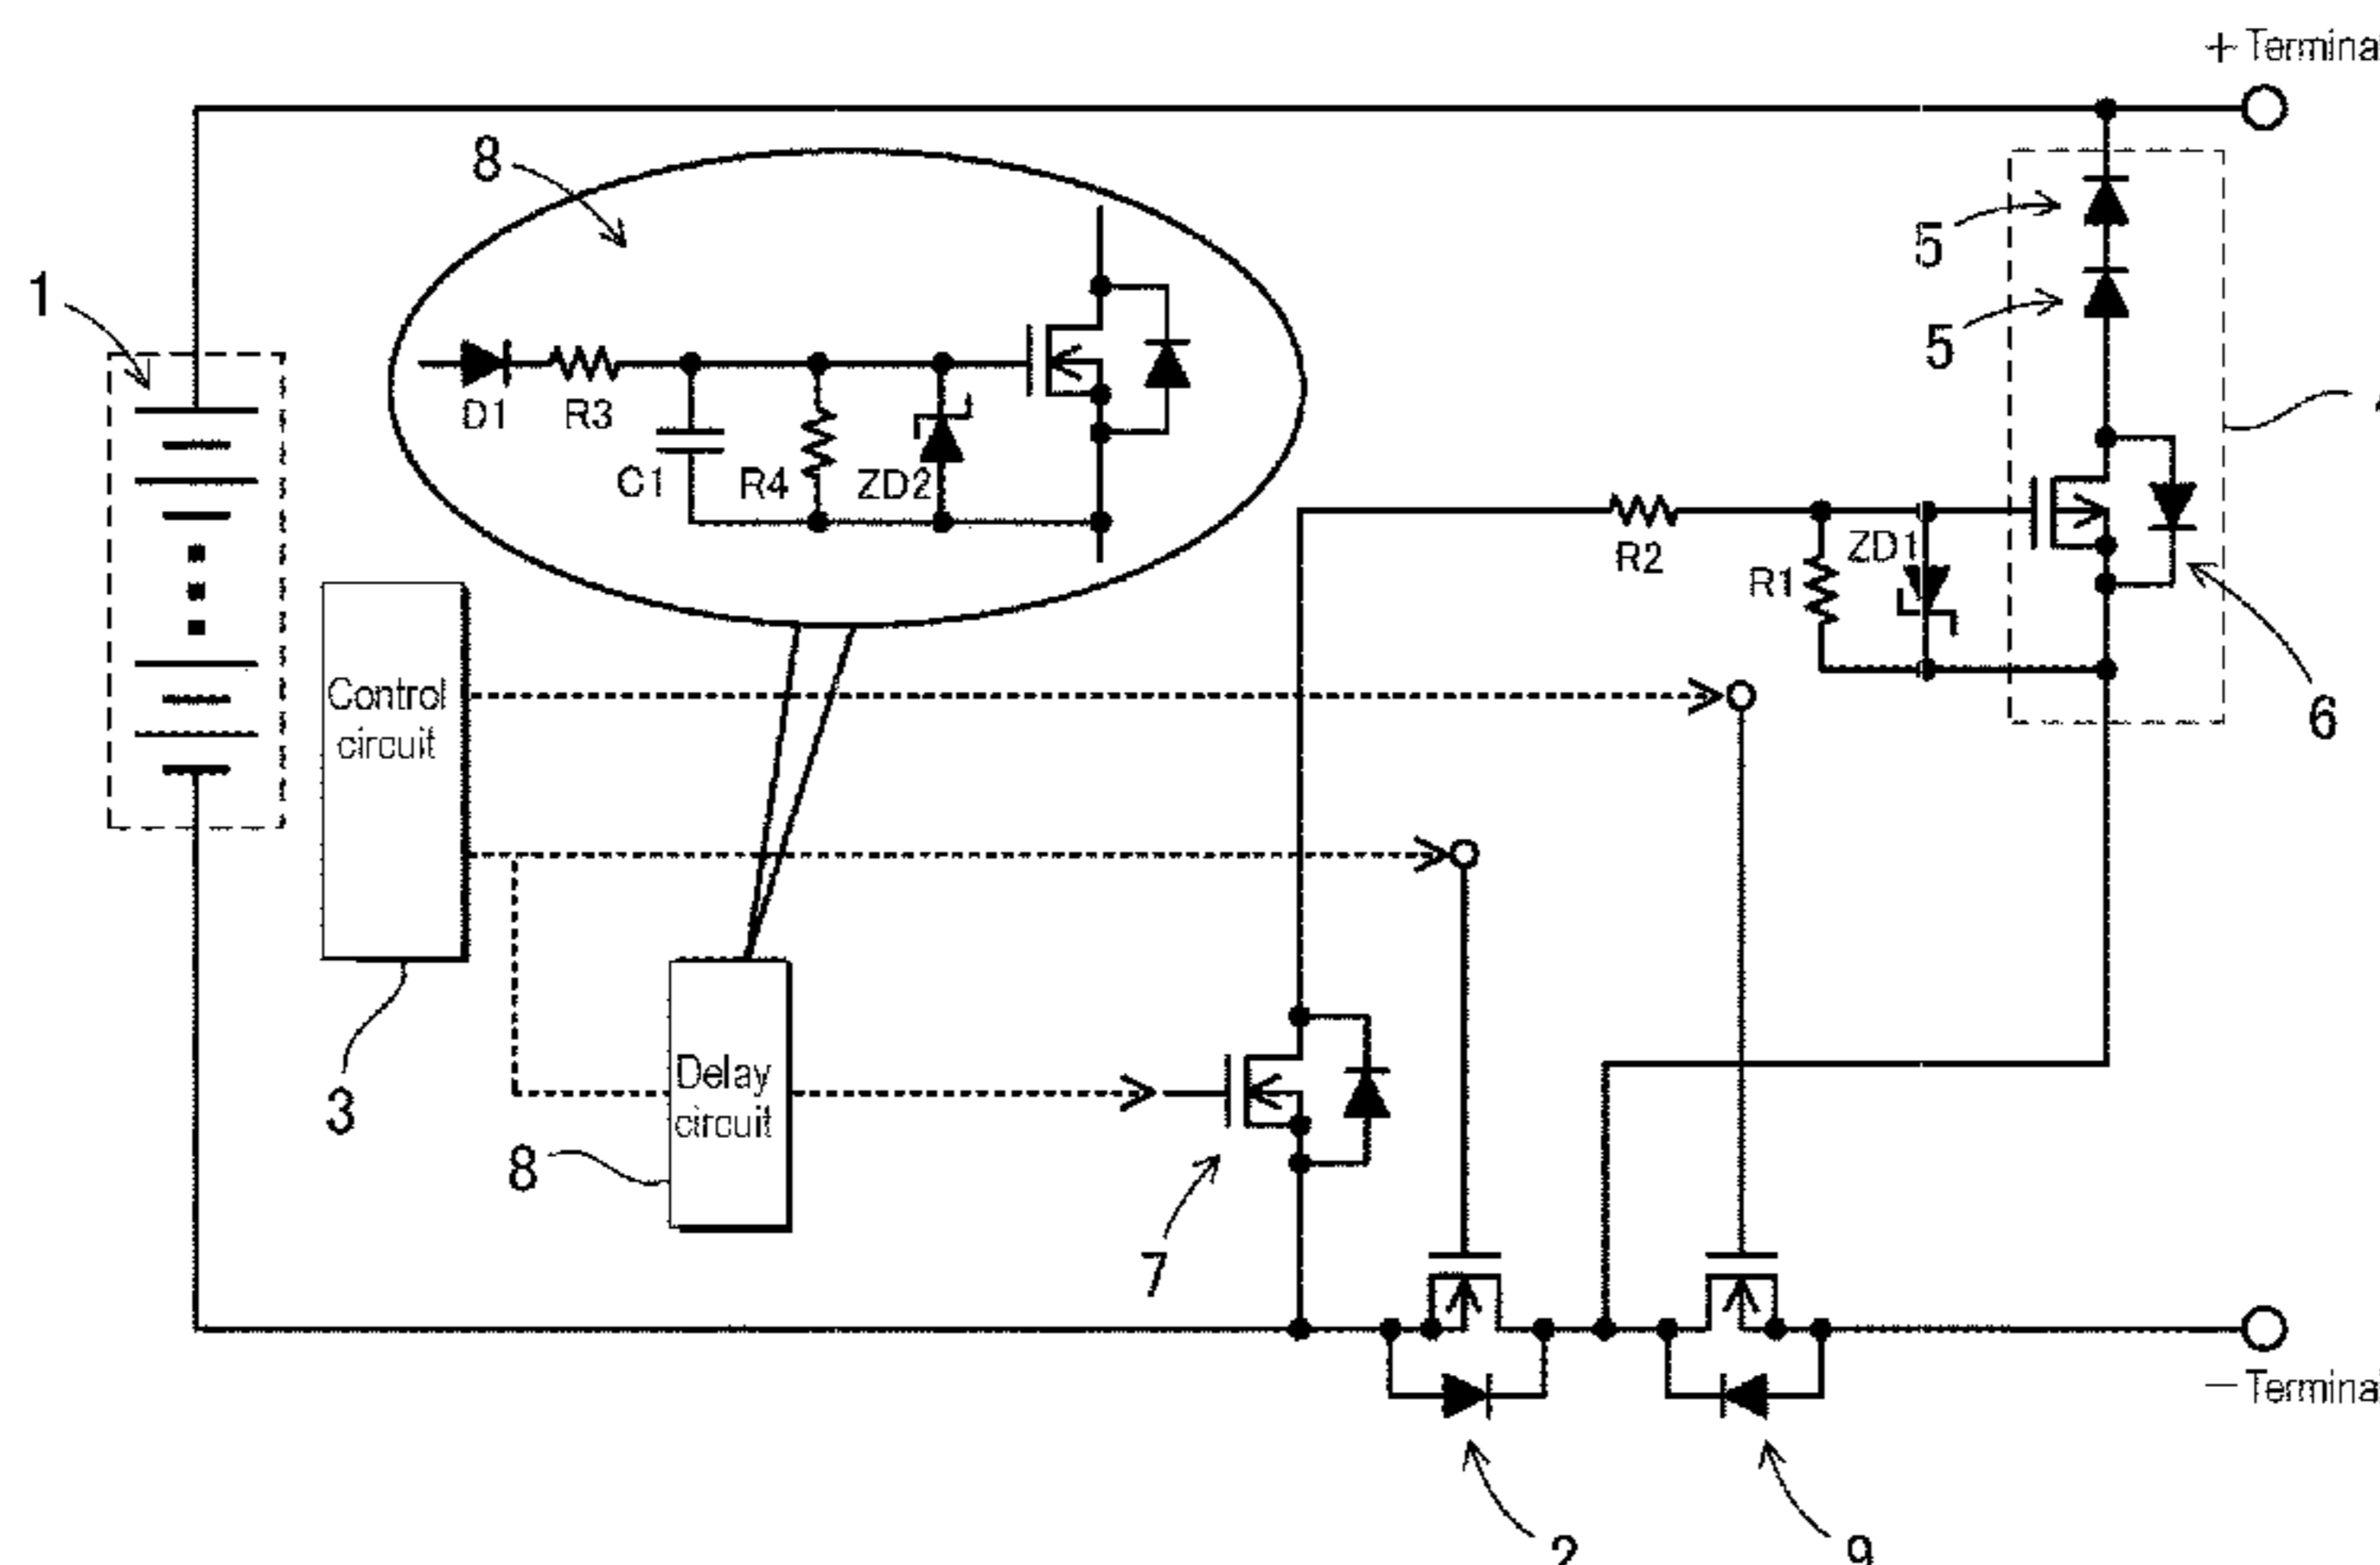 + Terminal
8
5
1
5
D1
R3
C1
R4
ZD2
R2
R1
ZD1
6
Control
circuit
3
Delay
circuit
8
7
− Terminal
2
9